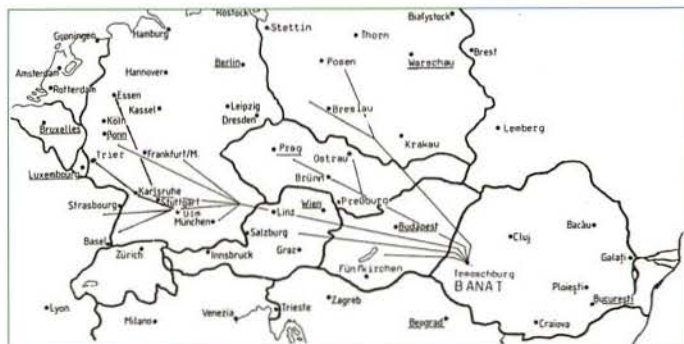 Rostock
Białystock
Groningen
Hamburg
Stettin
Thorn
Amsterdam
Hannover
Berlin
Posen
Warschau
Brest
Rotterdam
Essen
Kassel
Leipzig
Dresden
Breslau
Bruxelles
Köln
Bonn
Krakau
Lemberg
Trier
Frankfurt/M.
Prag
Ostrau
Luxembourg
Karlsruhe
Brünn
Strasbourg
Stuttgart
Ulm
München
Linz
Wien
Preßburg
Budapest
Cluj
Bacău
Basel
Zürich
Salzburg
Innsbruck
Graz
Fünfkirchen
Temeschburg
BANAT
Galați
Ploiești
București
Lyon
Milano
Venezia
Trieste
Zagreb
Beograd
Craiova